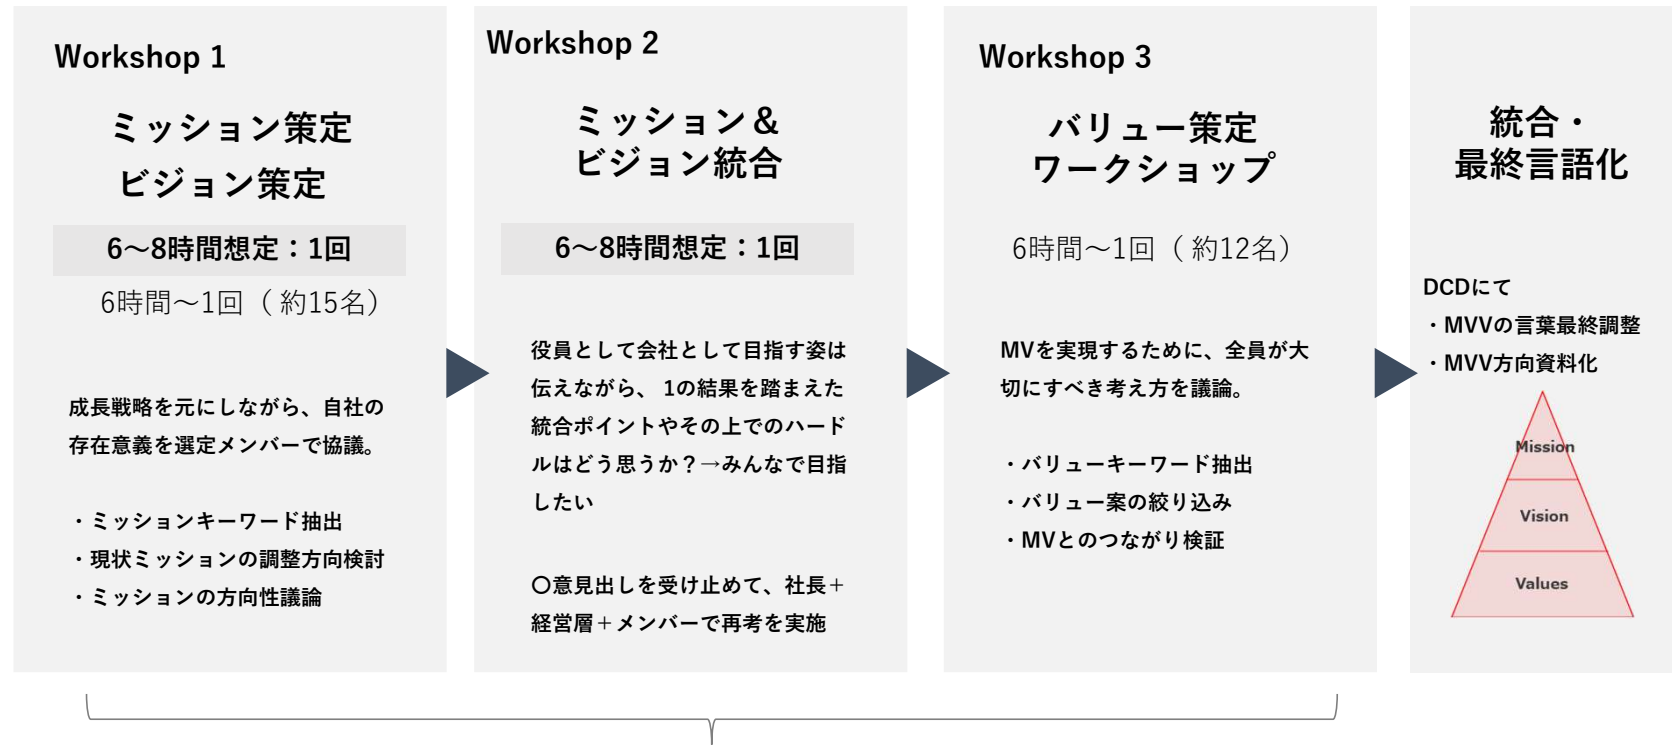 Workshop 1
ミッション策定
ビジョン策定
6～8時間想定：1回
6時間～1回（ 約15名）
成長戦略を元にしながら、自社の
存在意義を選定メンバーで協議。
・ミッションキーワード抽出
・現状ミッションの調整方向検討
・ミッションの方向性議論
Workshop 2
ミッション＆
ビジョン統合
6～8時間想定：1回
役員として会社として目指す姿は
伝えながら、 1の結果を踏まえた
統合ポイントやその上でのハード
ルはどう思うか？→みんなで目指
したい
〇意見出しを受け止めて、社長＋
経営層＋メンバーで再考を実施
Workshop 3
バリュー策定
ワークショップ
6時間～1回（ 約12名）
MVを実現するために、全員が大
切にすべき考え方を議論。
・バリューキーワード抽出
・バリュー案の絞り込み
・MVとのつながり検証
統合・
最終言語化
DCDにて
・MVVの言葉最終調整
・MVV方向資料化
Mission
Vision
Values